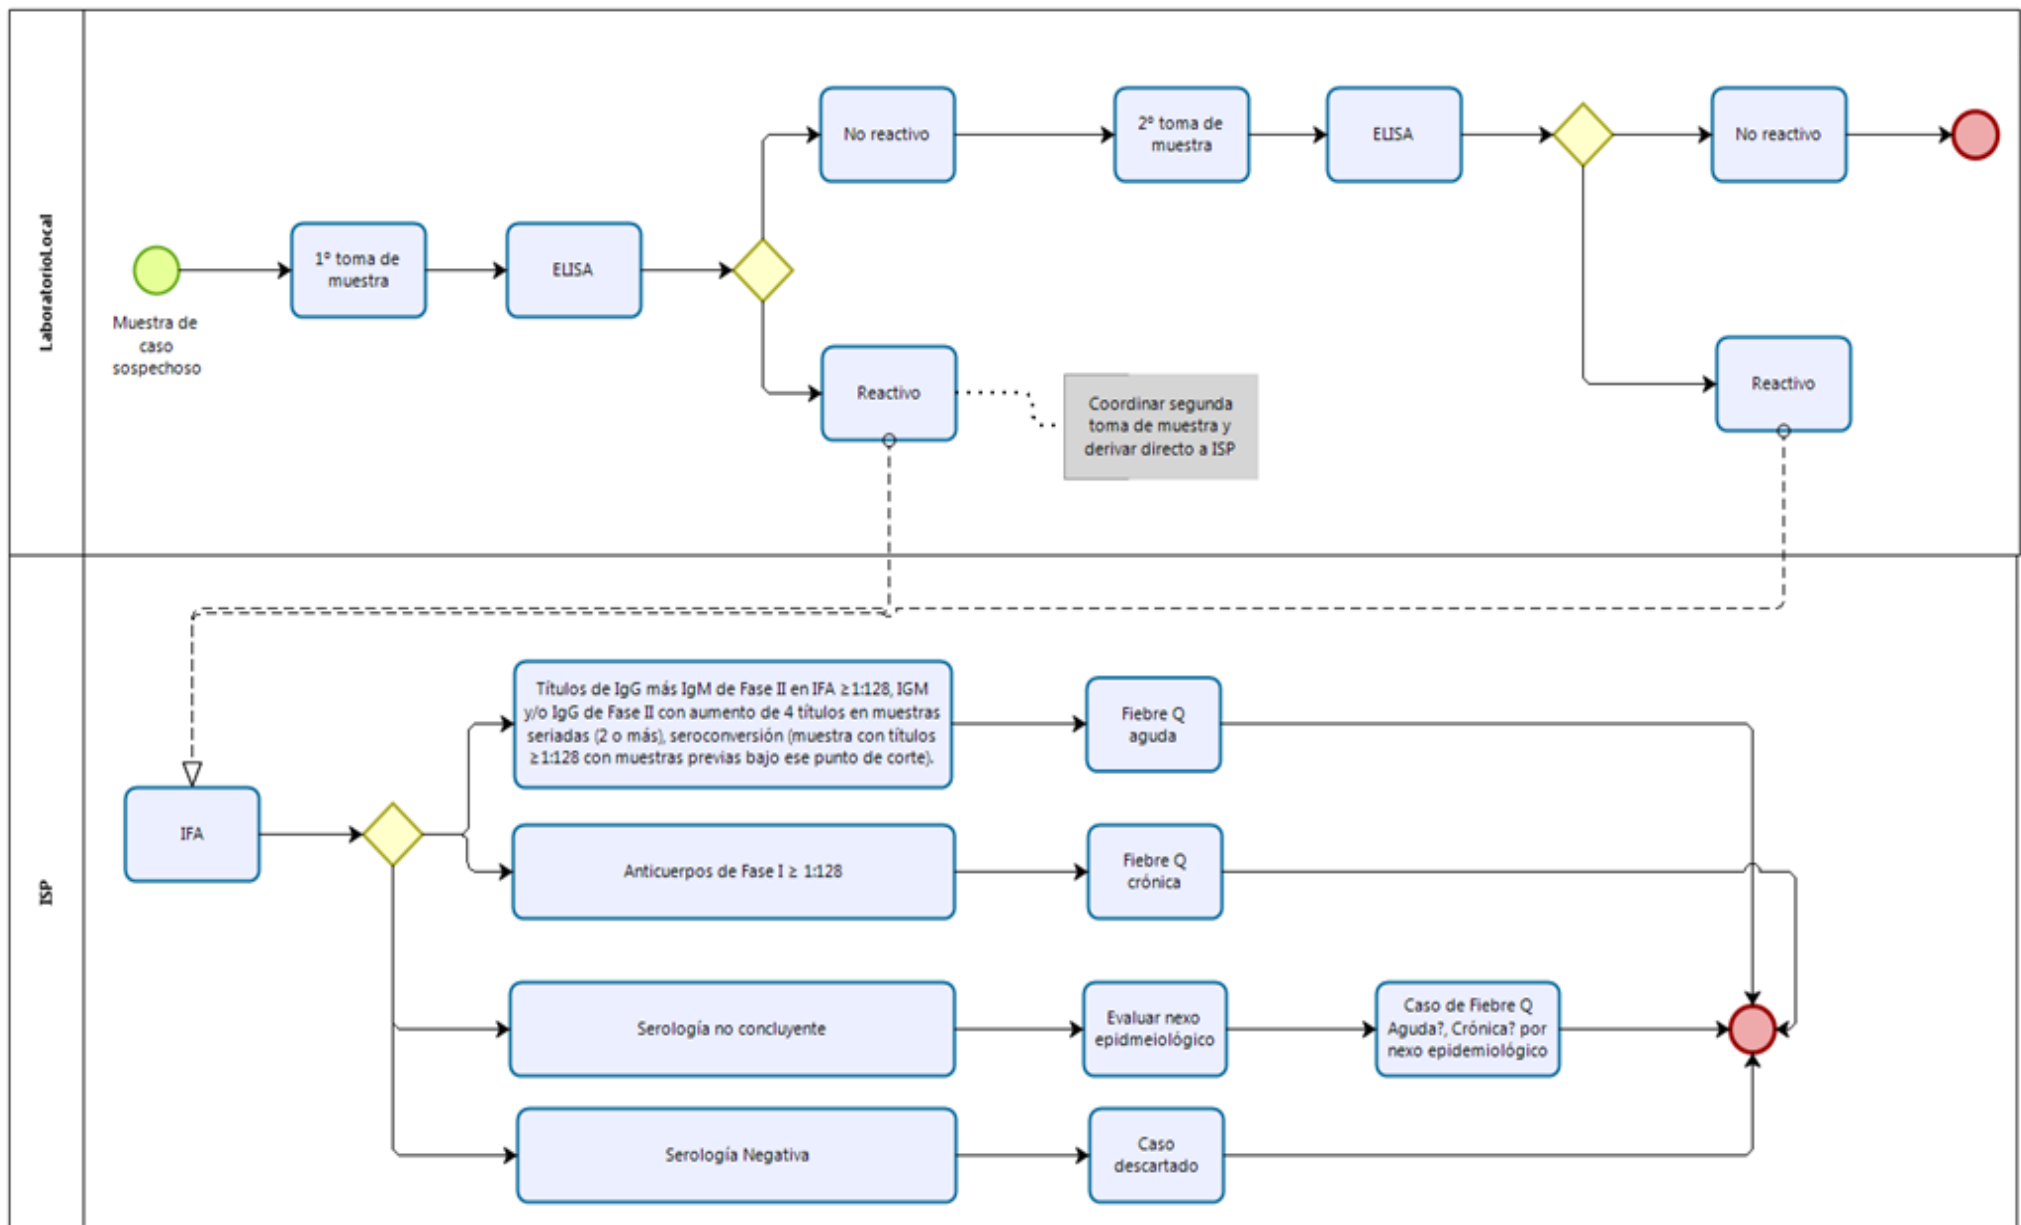 LaboratorioLocal
Muestra de
caso
sospechoso
1º toma de
muestra
ELISA
No reactivo
2º toma de
muestra
ELISA
No reactivo
Reactivo
Coordinar segunda
toma de muestra y
derivar directo a ISP
Reactivo
ISP
IFA
Títulos de IgG más IgM de Fase II en IFA ≥1:128, IGM
y/o IgG de Fase II con aumento de 4 títulos en muestras
seriadas (2 o más), seroconversión (muestra con títulos
≥1:128 con muestras previas bajo ese punto de corte).
Fiebre Q
aguda
Anticuerpos de Fase I ≥ 1:128
Fiebre Q
crónica
Serología no concluyente
Evaluar nexo
epidmeiológico
Caso de Fiebre Q
Aguda?, Crónica? por
nexo epidemiológico
Serología Negativa
Caso
descartado